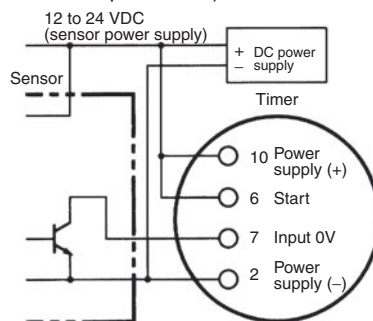 12 to 24 VDC
(sensor power supply)
+ DC power
– supply
Sensor
Timer
10 Power
supply (+)
6 Start
7 Input 0V
2 Power
supply (–)